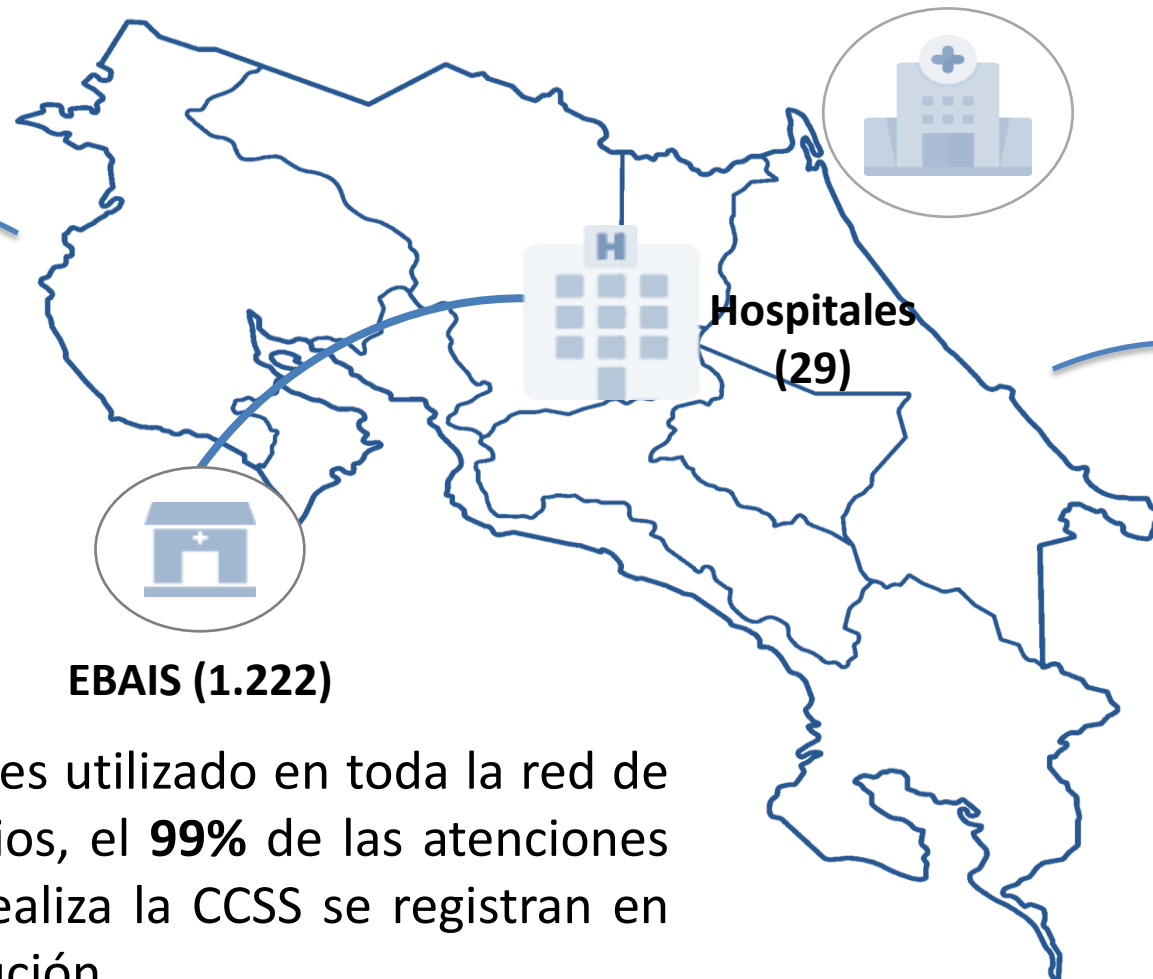 H
Hospitales
(29)
EBAIS (1.222)
es utilizado en toda la red de
ios, el 99% de las atenciones
ealiza la CCSS se registran en
ución